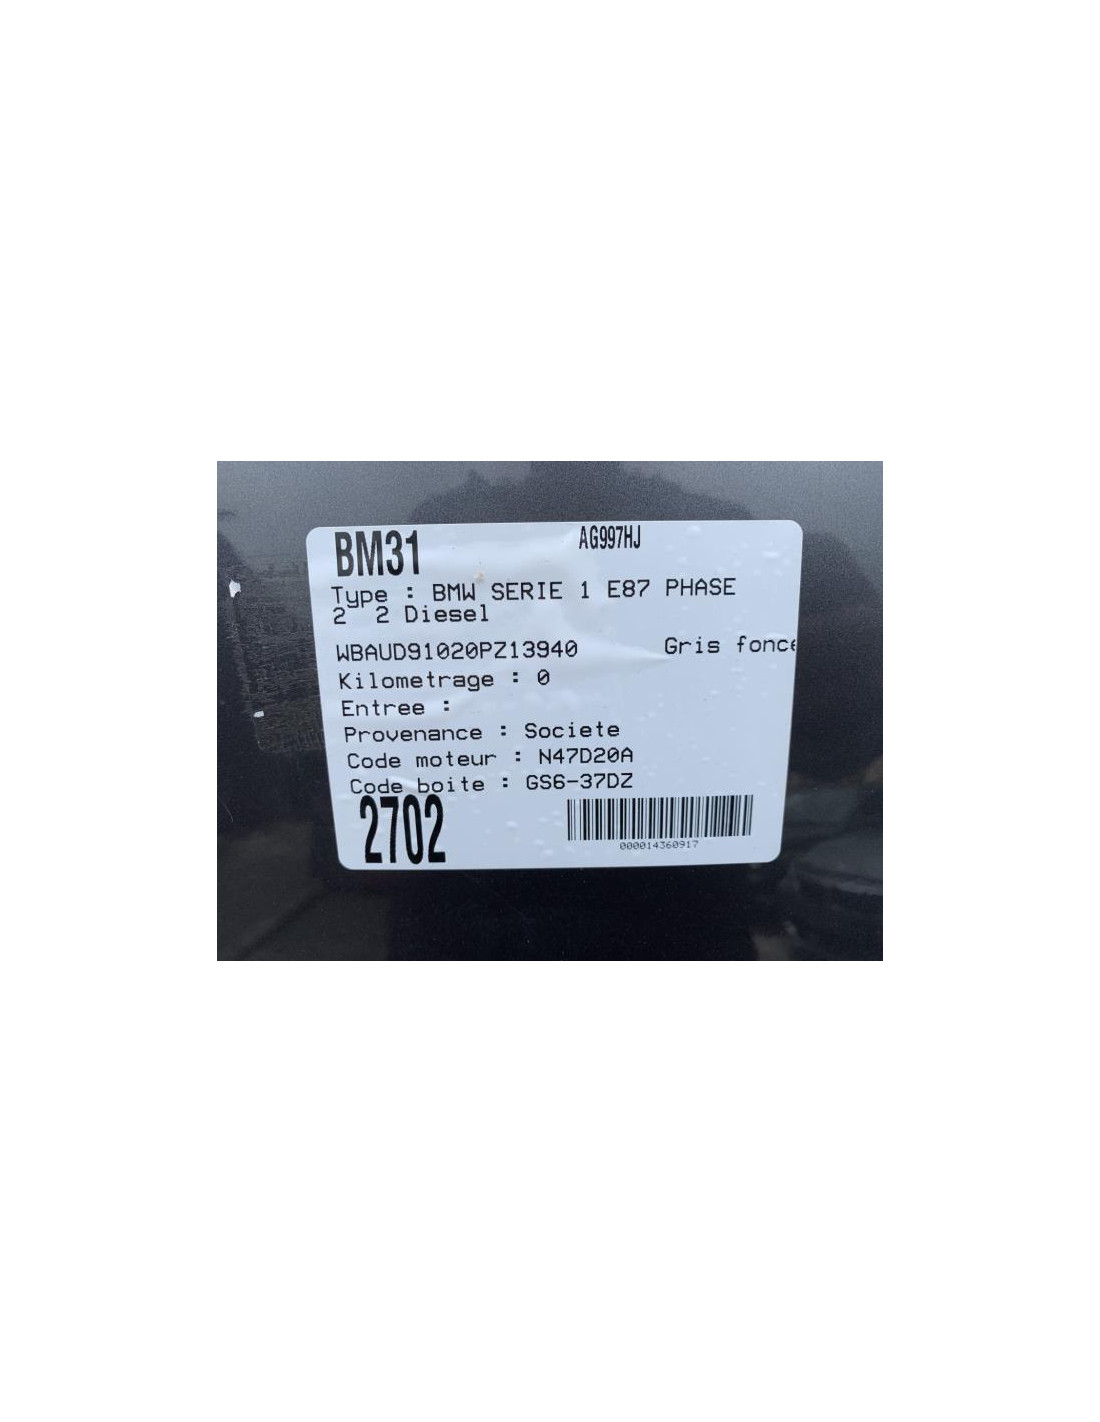 BM31 AG997HJ
Type : BMW SERIE 1 E87 PHASE
2 2 Diesel
WBAUD91020PZ13940 Gris fonce
Kilometrage : 0
Entree :
Provenance : Societe
Code moteur : N47D20A
Code boite : GS6-37DZ
2702
000014360917